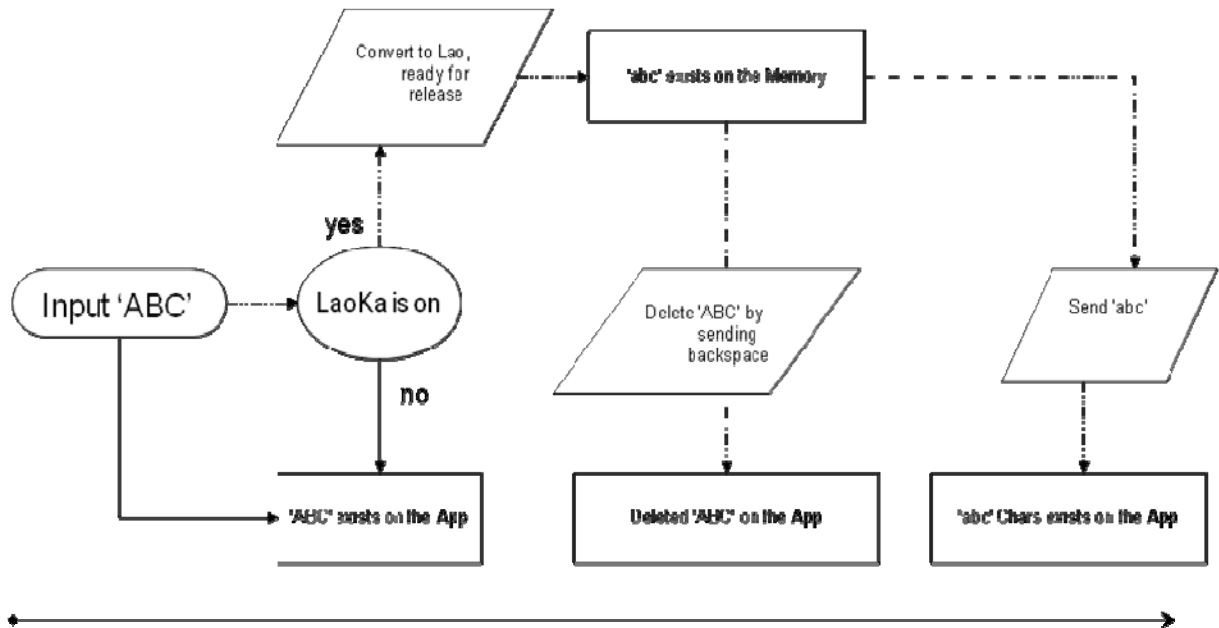 Convert to Lao,
ready for
release
'abc' exists on the Memory
yes
Input ‘ABC’
LaoKa is on
Delete 'ABC' by
sending
backspace
Send 'abc'
no
'ABC' exists on the App
Deleted 'ABC' on the App
'abc' Chars exists on the App